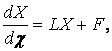 dX/dχ = LX + F,